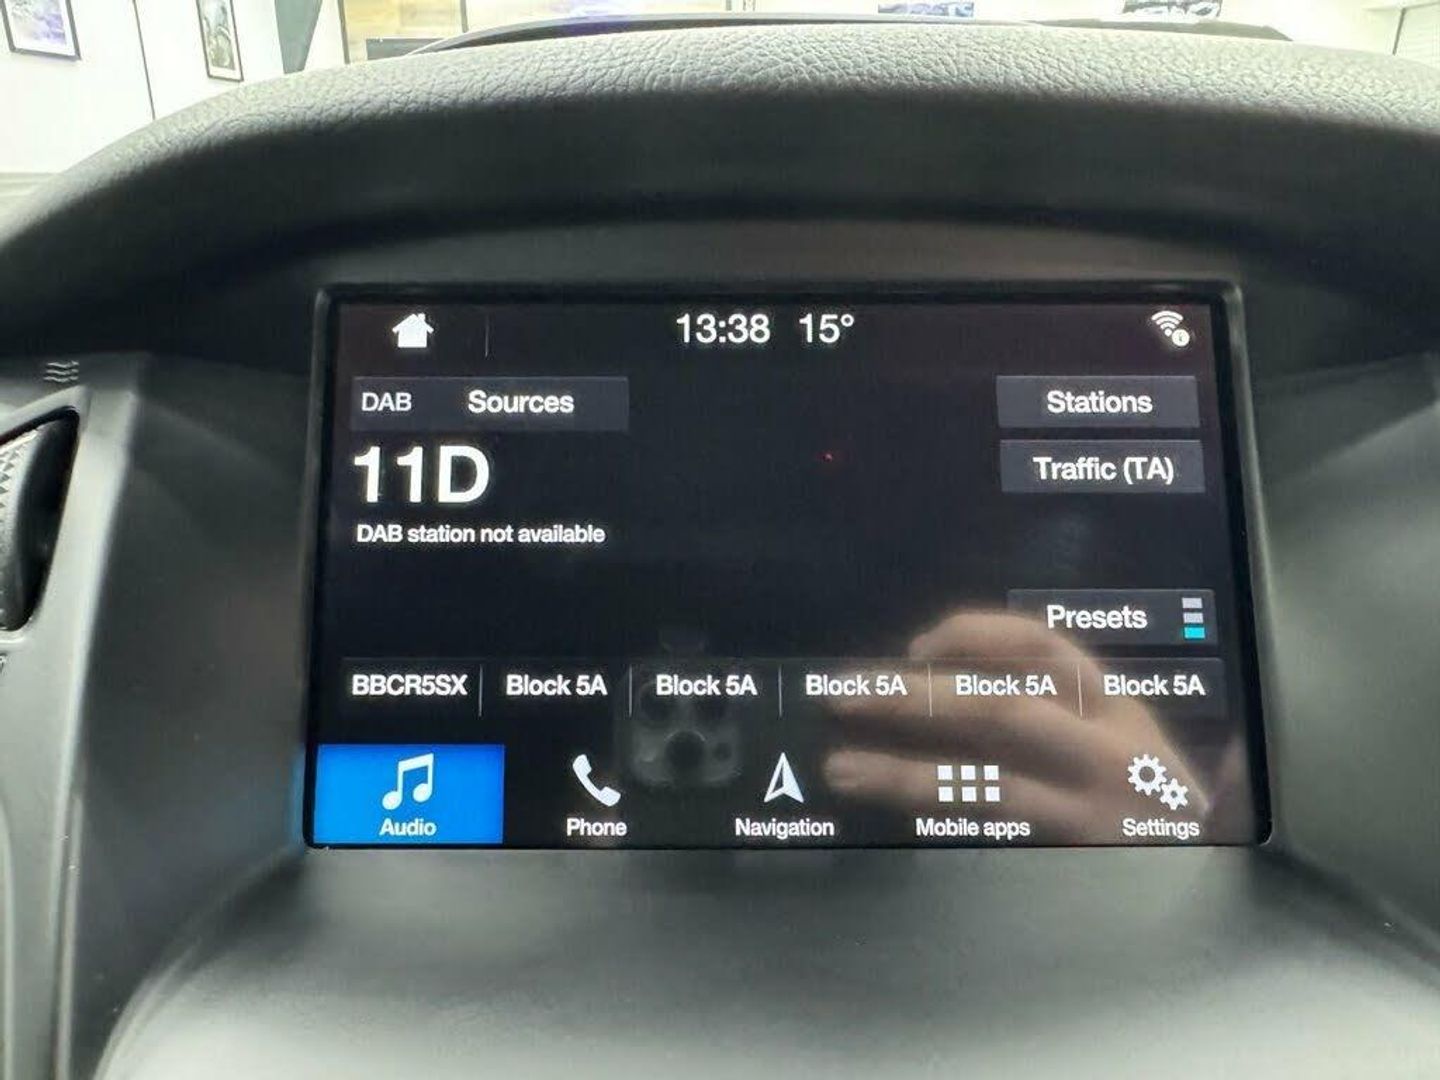 13:38 15°
DAB Sources
Stations
11D
Traffic (TA)
DAB station not available
Presets
BBCR5SX Block 5A Block 5A Block 5A Block 5A Block 5A
Audio Phone Navigation Mobile apps Settings